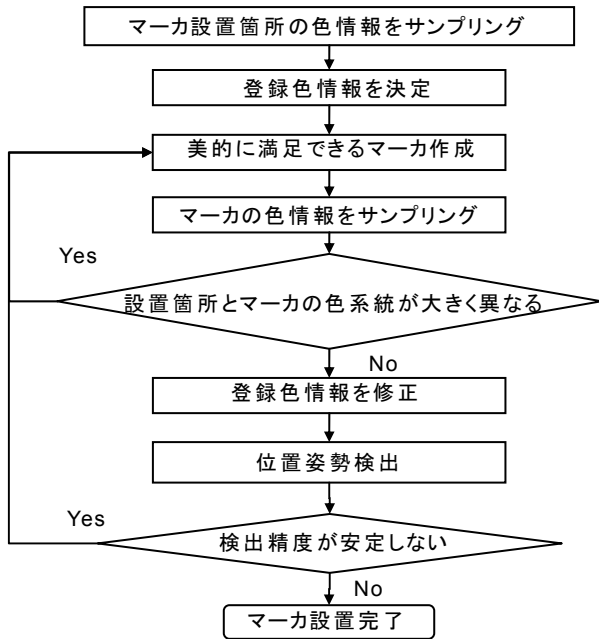 マーカ設置箇所の色情報をサンプリング
登録色情報を決定
美的に満足できるマーカ作成
マーカの色情報をサンプリング
Yes
設置箇所とマーカの色系統が大きく異なる
No
登録色情報を修正
位置姿勢検出
Yes
検出精度が安定しない
No
マーカ設置完了